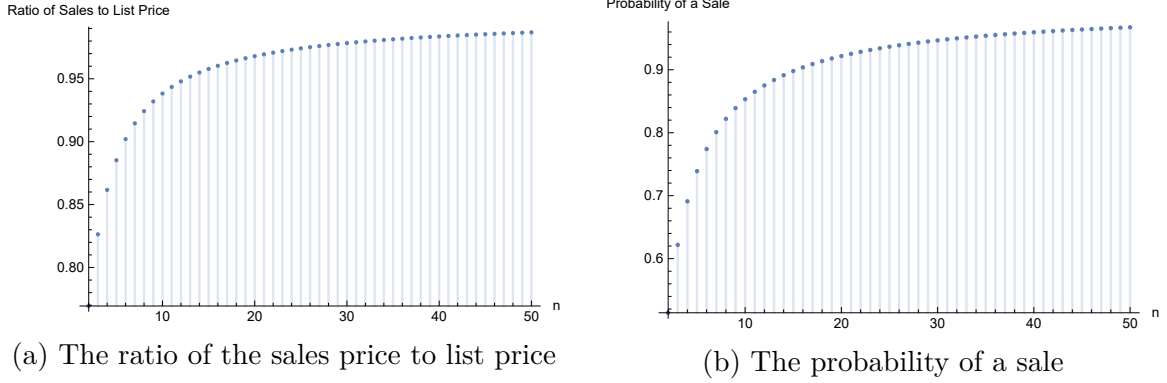 Ratio of Sales to List Price
0.95
0.90
0.85
0.80
10 20 30 40 50 n
(a) The ratio of the sales price to list price
Probability of a Sale
0.9
0.8
0.7
0.6
10 20 30 40 50 n
(b) The probability of a sale